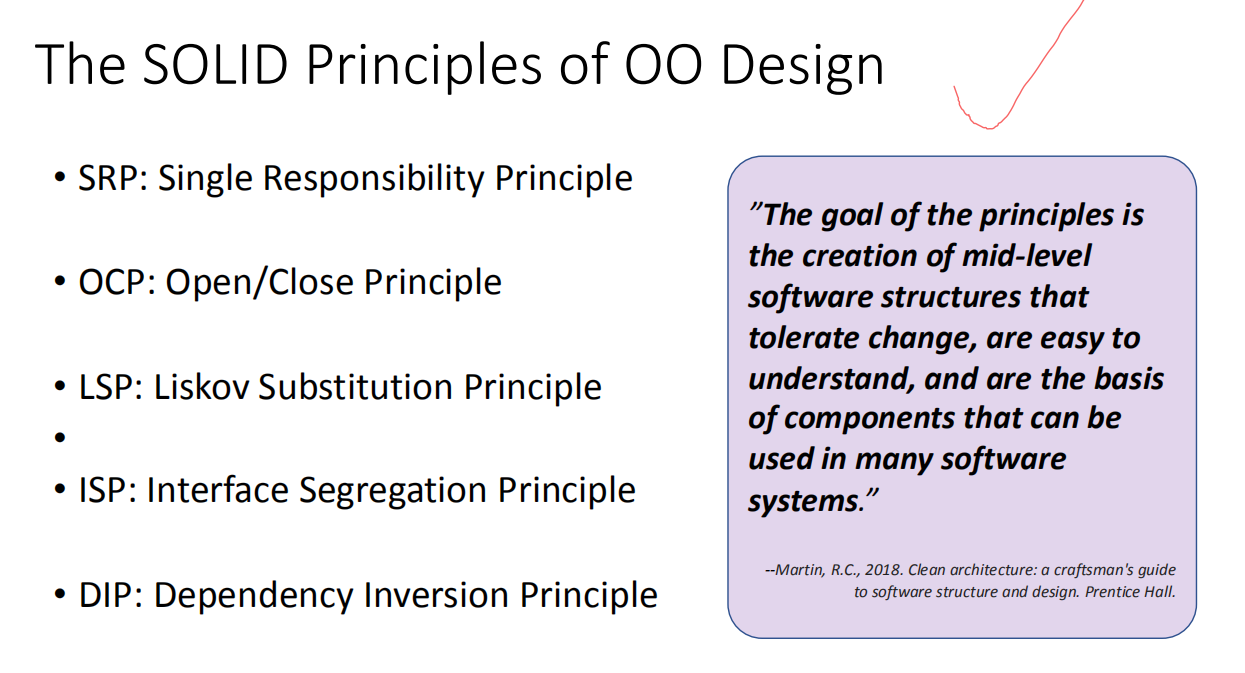 The SOLID Principles of OO Design
• SRP: Single Responsibility Principle
• OCP: Open/Close Principle
• LSP: Liskov Substitution Principle
•
• ISP: Interface Segregation Principle
• DIP: Dependency Inversion Principle
”The goal of the principles is
the creation of mid-level
software structures that
tolerate change, are easy to
understand, and are the basis
of components that can be
used in many software
systems.”
--Martin, R.C., 2018. Clean architecture: a craftsman's guide
to software structure and design. Prentice Hall.